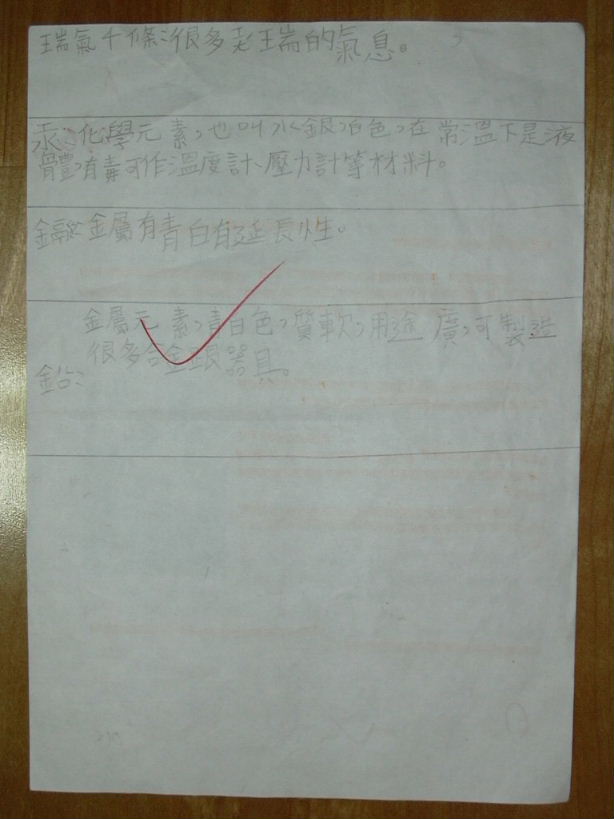 瑞氣千條:很多彭瑞的氣息。
汞:化學元素,也叫水銀,白色,在常溫下是液
體,有毒可作溫度計、壓力計等材料。
金屬有青白有延長性。
金屬元素,青白色,質軟,用途廣,可製造
很多合金跟器具。
鉛: